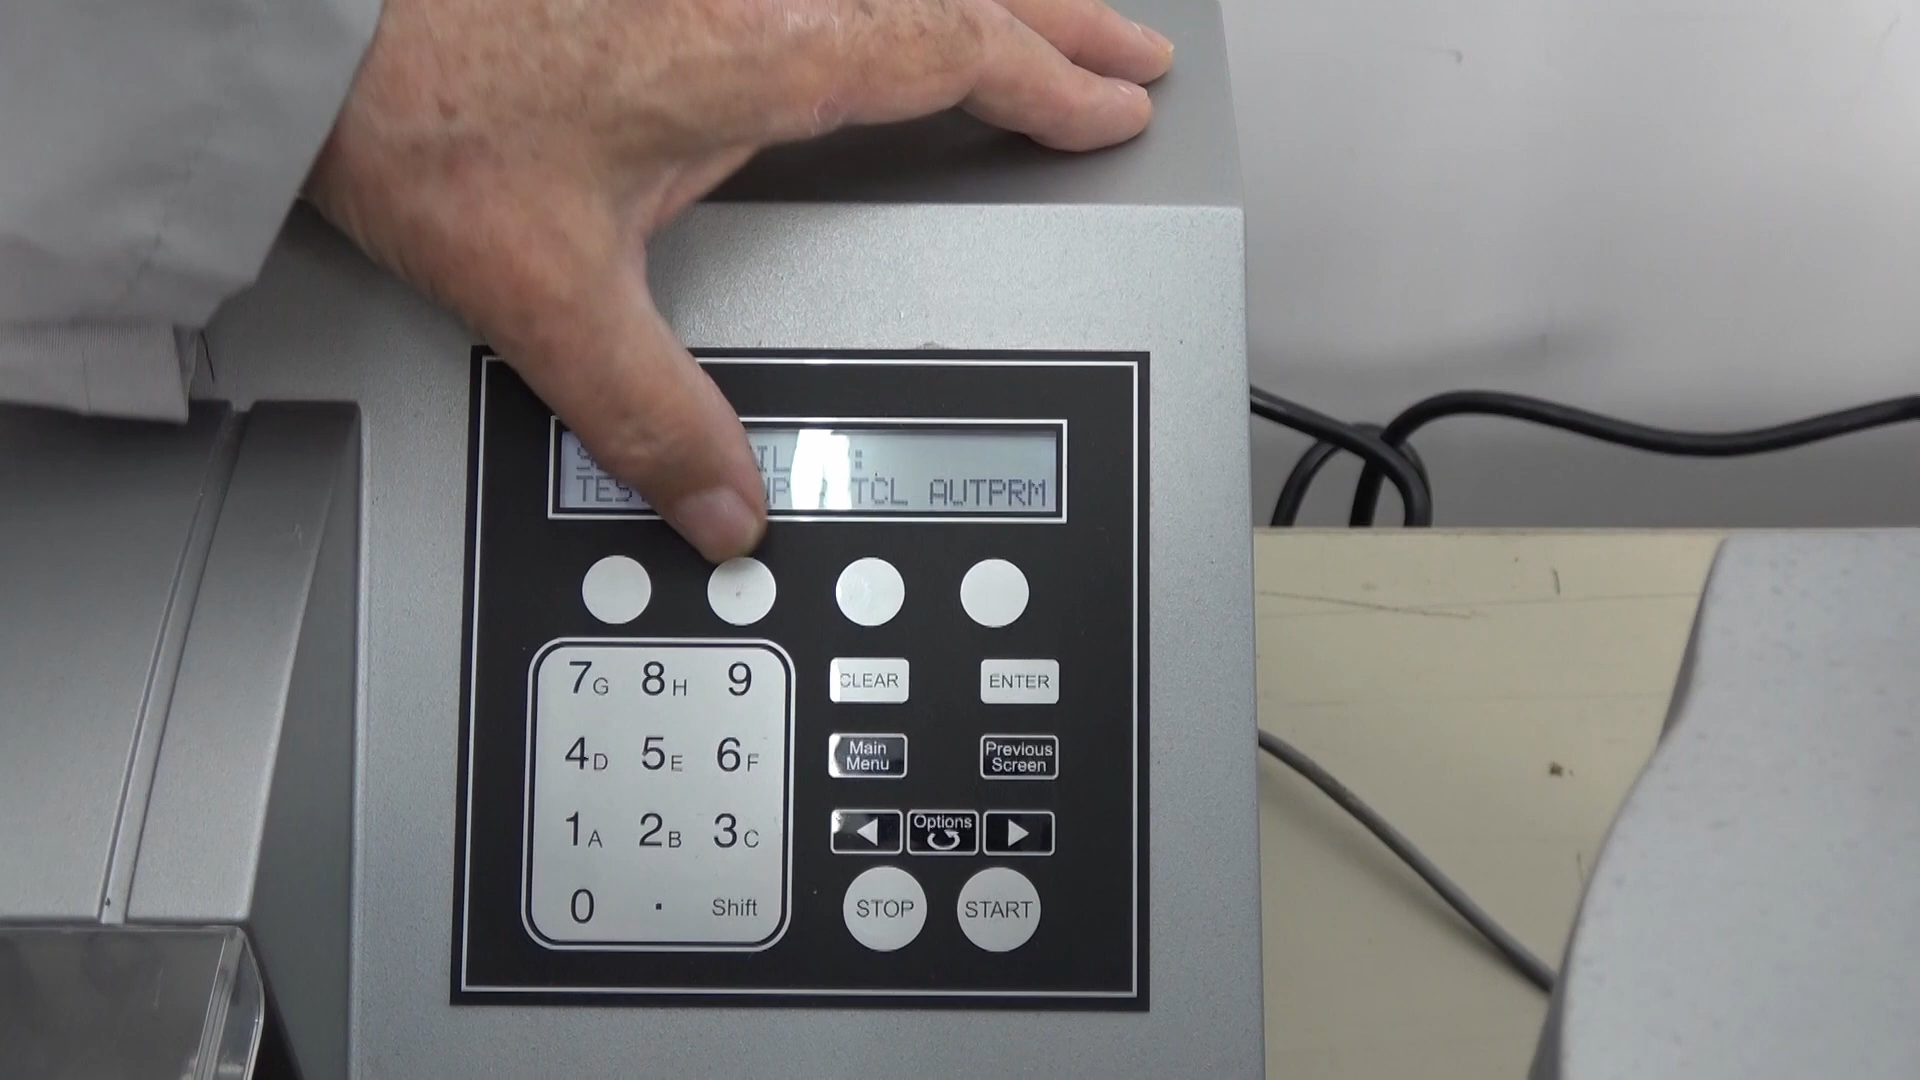 TCL AUTPRM
7G 8H 9
CLEAR ENTER
4D 5E 6F
Main Menu
Previous Screen
1A 2B 3C
Options
0 . Shift
STOP START